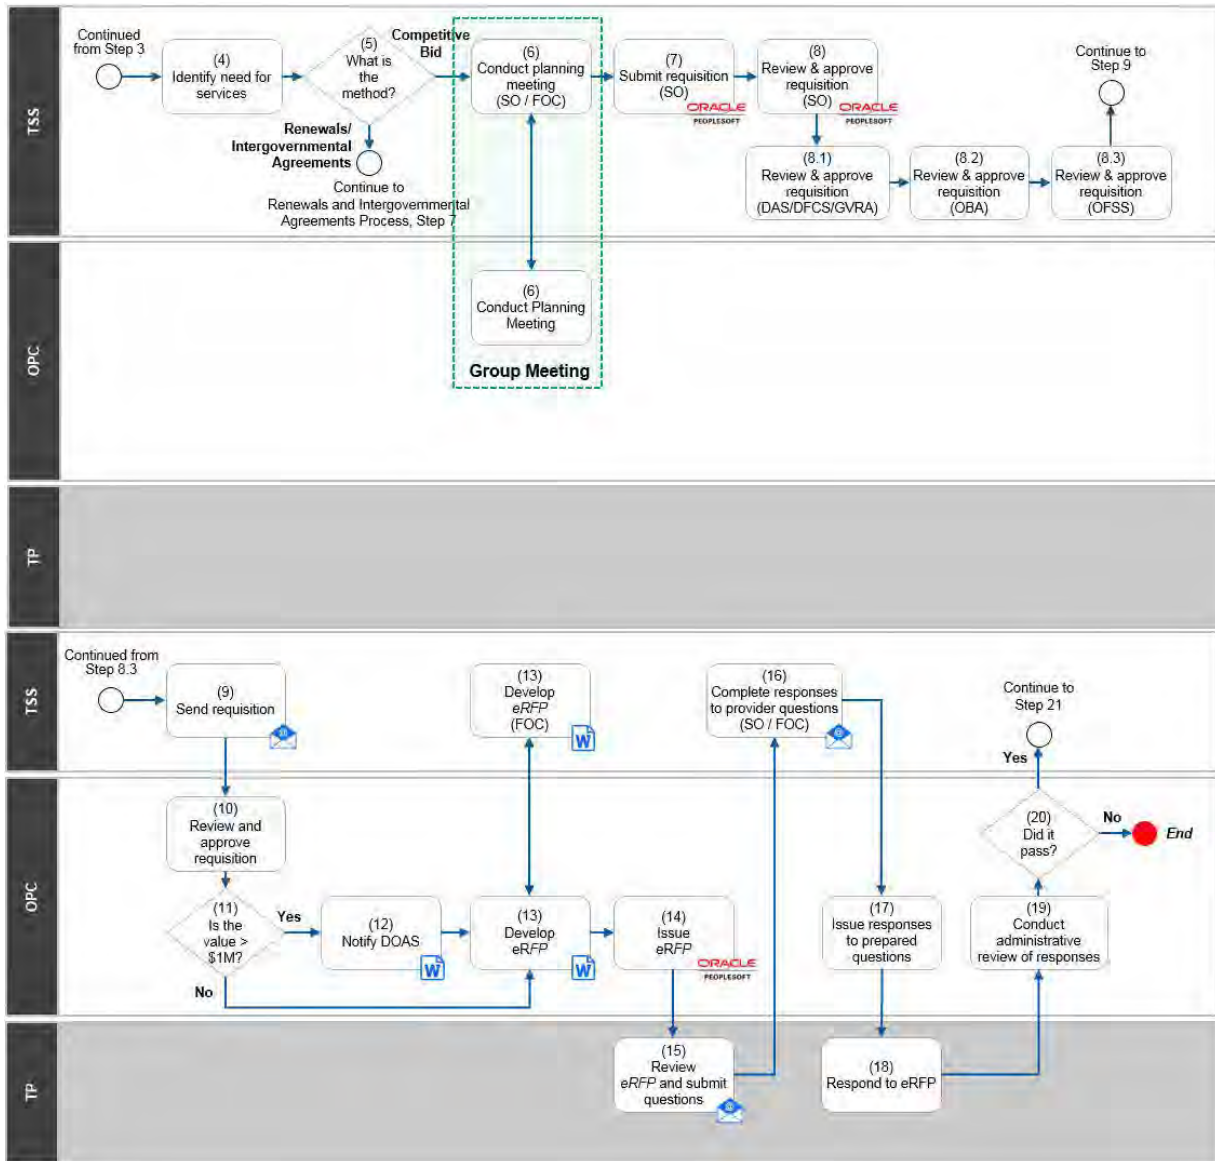 TSS
Continued
from Step 3
(4)
Identify need for
services
(5)
What is
the
method?
Competitive
Bid
Renewals/
Intergovernmental
Agreements
Continue to
Renewals and Intergovernmental
Agreements Process, Step 7
(6)
Conduct planning
meeting
(SO / FOC)
(7)
Submit requisition
(SO)
ORACLE
PEOPLESOFT
(8)
Review & approve
requisition
(SO)
ORACLE
PEOPLESOFT
(8.1)
Review & approve
requisition
(DAS/DFCS/GVRA)
(8.2)
Review & approve
requisition
(OBA)
(8.3)
Review & approve
requisition
(OFSS)
Continue to
Step 9
OPC
(6)
Conduct Planning
Meeting
Group Meeting
TP
TSS
Continued from
Step 8.3
(9)
Send requisition
@
(13)
Develop
eRFP
(FOC)
W
(16)
Complete responses
to provider questions
(SO / FOC)
@
Continue to
Step 21
Yes
OPC
(10)
Review and
approve
requisition
(11)
Is the
value >
$1M?
Yes
No
(12)
Notify DOAS
W
(13)
Develop
eRFP
W
(14)
Issue
eRFP
ORACLE
PEOPLESOFT
(17)
Issue responses
to prepared
questions
(19)
Conduct
administrative
review of responses
(20)
Did it
pass?
No
End
TP
(15)
Review
eRFP and submit
questions
@
(18)
Respond to eRFP